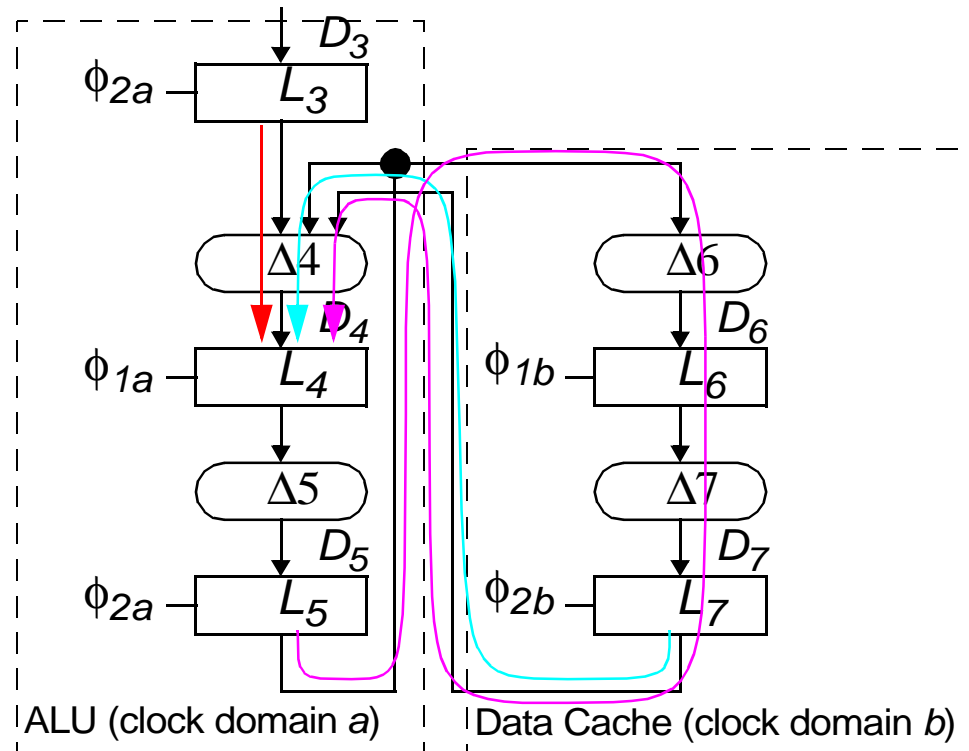 D3
ϕ2a
L3
Δ4
Δ6
D4
D6
ϕ1a
L4
ϕ1b
L6
Δ5
Δ7
D5
D7
ϕ2a
L5
ϕ2b
L7
ALU (clock domain a)
Data Cache (clock domain b)